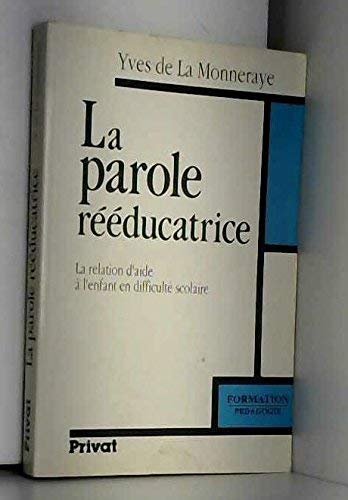 Yves de La Monneraye
La
parole
rééducatrice
La relation d'aide
à l'enfant en difficulté scolaire
FORMATION
PÉDAGOGIE
Privat
La parole rééducatrice
Privat